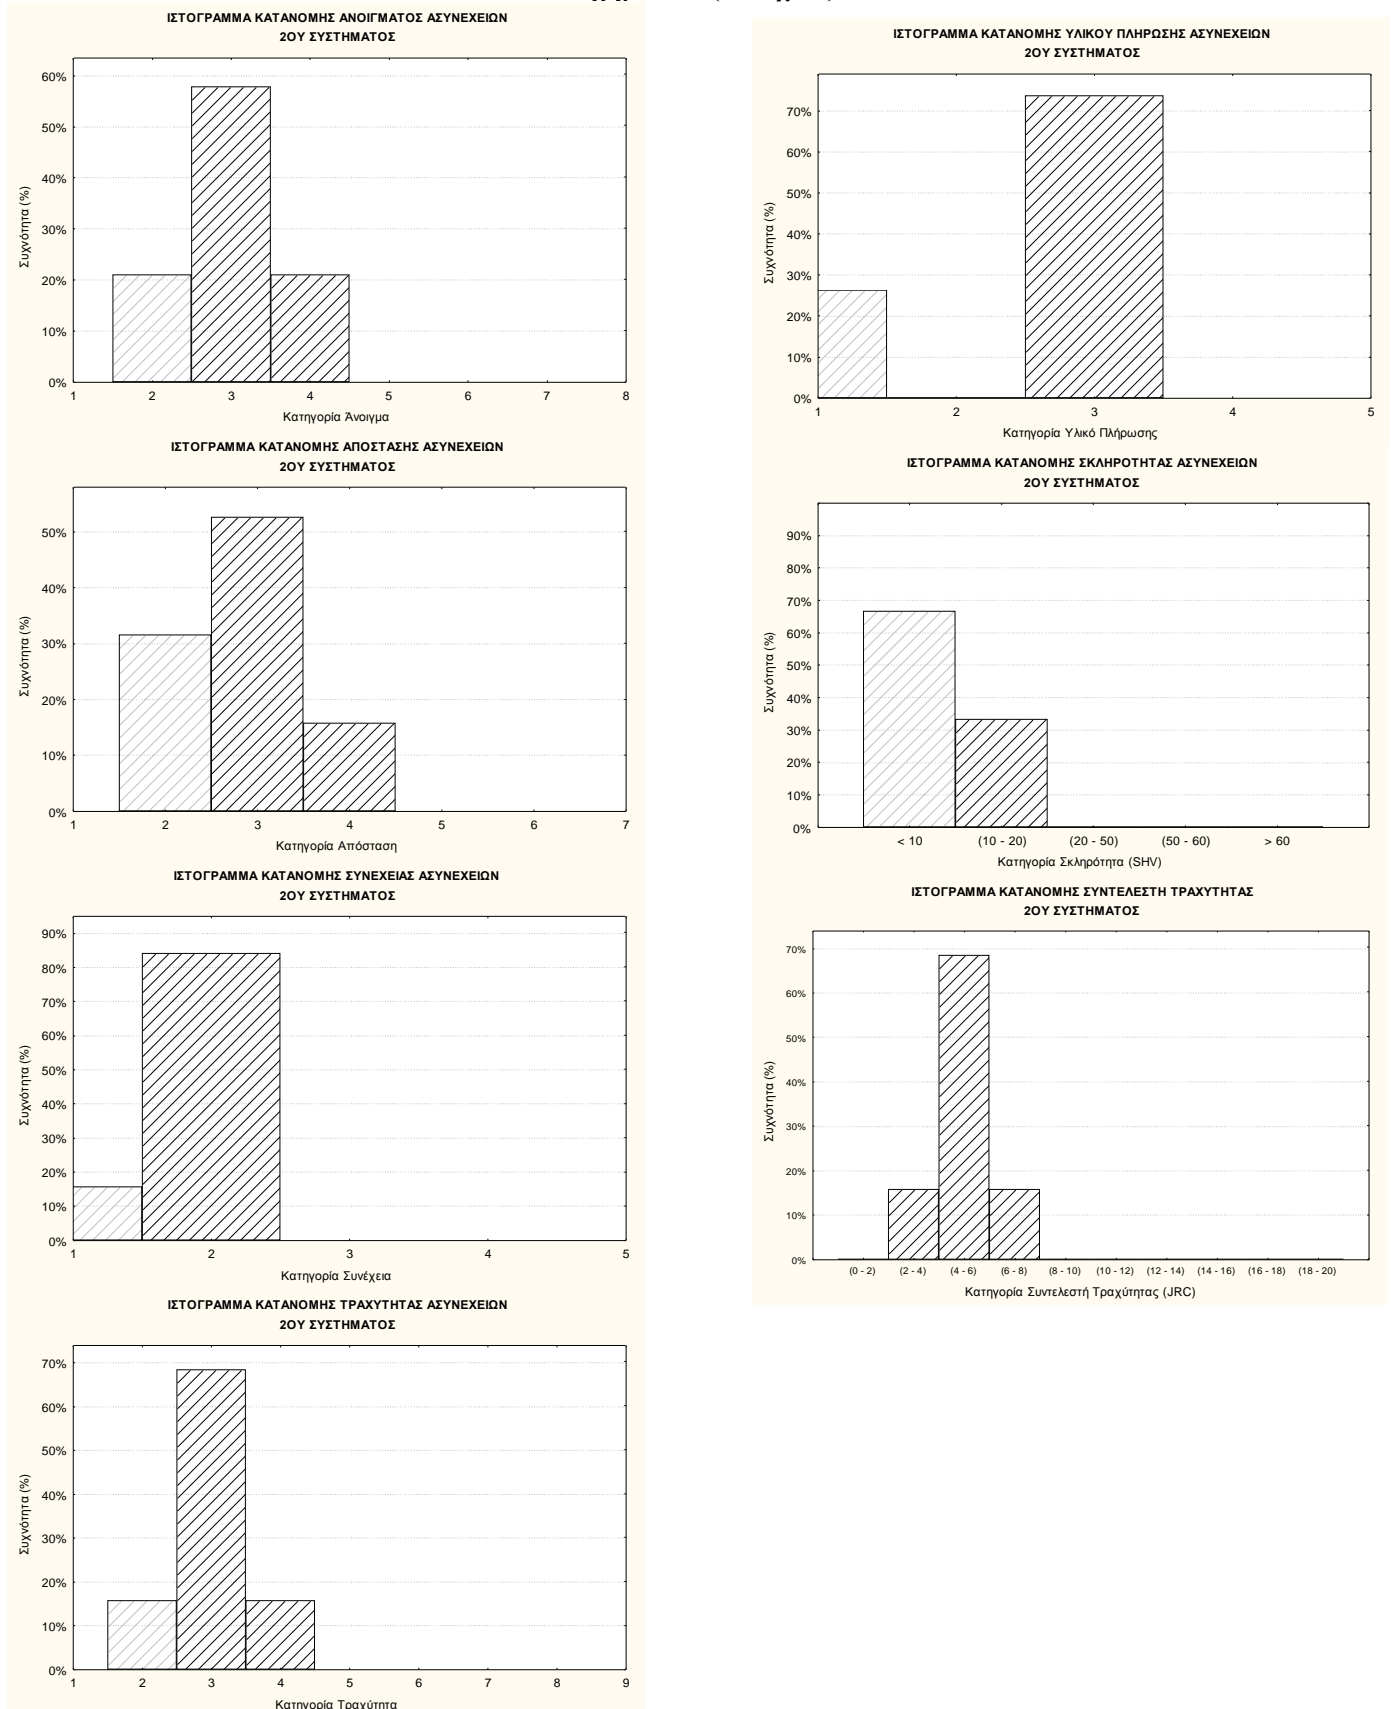 ΙΣΤΟΓΡΑΜΜΑ ΚΑΤΑΝΟΜΗΣ ΑΝΟΙΓΜΑΤΟΣ ΑΣΥΝΕΧΕΙΩΝ
2ΟΥ ΣΥΣΤΗΜΑΤΟΣ
60%
50%
40%
30%
20%
10%
0%
Συχνότητα (%)
1 2 3 4 5 6 7 8
Κατηγορία Άνοιγμα
ΙΣΤΟΓΡΑΜΜΑ ΚΑΤΑΝΟΜΗΣ ΑΠΟΣΤΑΣΗΣ ΑΣΥΝΕΧΕΙΩΝ
2ΟΥ ΣΥΣΤΗΜΑΤΟΣ
50%
40%
30%
20%
10%
0%
Συχνότητα (%)
1 2 3 4 5 6 7
Κατηγορία Απόσταση
ΙΣΤΟΓΡΑΜΜΑ ΚΑΤΑΝΟΜΗΣ ΣΥΝΕΧΕΙΑΣ ΑΣΥΝΕΧΕΙΩΝ
2ΟΥ ΣΥΣΤΗΜΑΤΟΣ
90%
80%
70%
60%
50%
40%
30%
20%
10%
0%
Συχνότητα (%)
1 2 3 4 5
Κατηγορία Συνέχεια
ΙΣΤΟΓΡΑΜΜΑ ΚΑΤΑΝΟΜΗΣ ΤΡΑΧΥΤΗΤΑΣ ΑΣΥΝΕΧΕΙΩΝ
2ΟΥ ΣΥΣΤΗΜΑΤΟΣ
70%
60%
50%
40%
30%
20%
10%
0%
Συχνότητα (%)
1 2 3 4 5 6 7 8 9
Κατηγορία Τραχύτητα
ΙΣΤΟΓΡΑΜΜΑ ΚΑΤΑΝΟΜΗΣ ΥΛΙΚΟΥ ΠΛΗΡΩΣΗΣ ΑΣΥΝΕΧΕΙΩΝ
2ΟΥ ΣΥΣΤΗΜΑΤΟΣ
70%
60%
50%
40%
30%
20%
10%
0%
Συχνότητα (%)
1 2 3 4 5
Κατηγορία Υλικό Πλήρωσης
ΙΣΤΟΓΡΑΜΜΑ ΚΑΤΑΝΟΜΗΣ ΣΚΛΗΡΟΤΗΤΑΣ ΑΣΥΝΕΧΕΙΩΝ
2ΟΥ ΣΥΣΤΗΜΑΤΟΣ
90%
80%
70%
60%
50%
40%
30%
20%
10%
0%
Συχνότητα (%)
< 10 (10 - 20) (20 - 50) (50 - 60) > 60
Κατηγορία Σκληρότητα (SHV)
ΙΣΤΟΓΡΑΜΜΑ ΚΑΤΑΝΟΜΗΣ ΣΥΝΤΕΛΕΣΤΗ ΤΡΑΧΥΤΗΤΑΣ
2ΟΥ ΣΥΣΤΗΜΑΤΟΣ
70%
60%
50%
40%
30%
20%
10%
0%
Συχνότητα (%)
(0 - 2) (2 - 4) (4 - 6) (6 - 8) (8 - 10) (10 - 12) (12 - 14) (14 - 16) (16 - 18) (18 - 20)
Κατηγορία Συντελεστή Τραχύτητας (JRC)